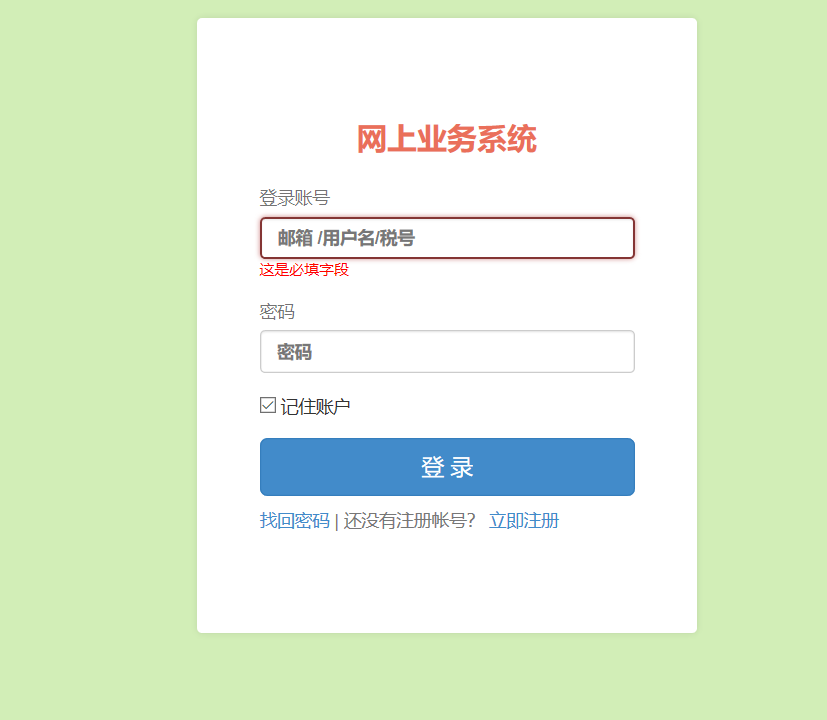 网上业务系统
登录账号
邮箱 /用户名/税号
这是必填字段
密码
密码
记住账户
登 录
找回密码 | 还没有注册帐号？ 立即注册